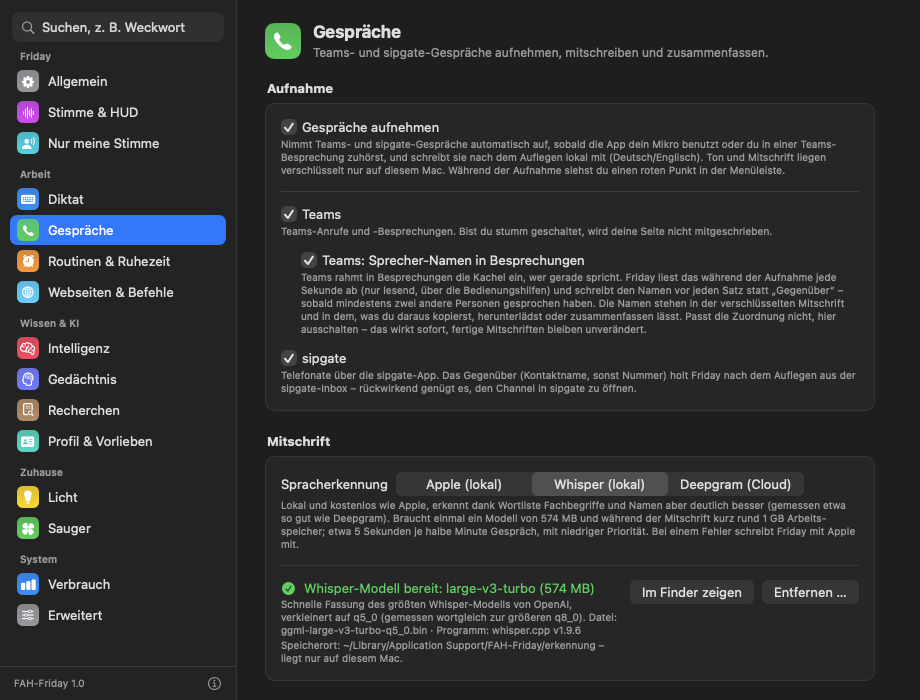 Suchen, z. B. Weckwort
Friday
Allgemein
Stimme & HUD
Nur meine Stimme
Arbeit
Diktat
Gespräche
Routinen & Ruhezeit
Webseiten & Befehle
Wissen & KI
Intelligenz
Gedächtnis
Recherchen
Profil & Vorlieben
Zuhause
Licht
Sauger
System
Verbrauch
Erweitert
FAH-Friday 1.0
Gespräche
Teams- und sipgate-Gespräche aufnehmen, mitschreiben und zusammenfassen.
Aufnahme
Gespräche aufnehmen
Nimmt Teams- und sipgate-Gespräche automatisch auf, sobald die App dein Mikro benutzt oder du in einer Teams-
Besprechung zuhörst, und schreibt sie nach dem Auflegen lokal mit (Deutsch/Englisch). Ton und Mitschrift liegen
verschlüsselt nur auf diesem Mac. Während der Aufnahme siehst du einen roten Punkt in der Menüleiste.
Teams
Teams-Anrufe und -Besprechungen. Bist du stumm geschaltet, wird deine Seite nicht mitgeschrieben.
Teams: Sprecher-Namen in Besprechungen
Teams rahmt in Besprechungen die Kachel ein, wer gerade spricht. Friday liest das während der Aufnahme jede
Sekunde ab (nur lesend, über die Bedienungshilfen) und schreibt den Namen vor jeden Satz statt „Gegenüber“ –
sobald mindestens zwei andere Personen gesprochen haben. Die Namen stehen in der verschlüsselten Mitschrift
und in dem, was du daraus kopierst, herunterlädst oder zusammenfassen lässt. Passt die Zuordnung nicht, hier
ausschalten – das wirkt sofort, fertige Mitschriften bleiben unverändert.
sipgate
Telefonate über die sipgate-App. Das Gegenüber (Kontaktname, sonst Nummer) holt Friday nach dem Auflegen aus der
sipgate-Inbox – rückwirkend genügt es, den Channel in sipgate zu öffnen.
Mitschrift
Spracherkennung
Apple (lokal)
Whisper (lokal)
Deepgram (Cloud)
Lokal und kostenlos wie Apple, erkennt dank Wortliste Fachbegriffe und Namen aber deutlich besser (gemessen etwa
so gut wie Deepgram). Braucht einmal ein Modell von 574 MB und während der Mitschrift kurz rund 1 GB Arbeits-
speicher; etwa 5 Sekunden je halbe Minute Gespräch, mit niedriger Priorität. Bei einem Fehler schreibt Friday mit Apple
mit.
Whisper-Modell bereit: large-v3-turbo (574 MB)
Schnelle Fassung des größten Whisper-Modells von OpenAI,
verkleinert auf q5_0 (gemessen wortgleich zur größeren q8_0). Datei:
ggml-large-v3-turbo-q5_0.bin · Programm: whisper.cpp v1.9.6
Speicherort: ~/Library/Application Support/FAH-Friday/erkennung –
liegt nur auf diesem Mac.
Im Finder zeigen
Entfernen ...